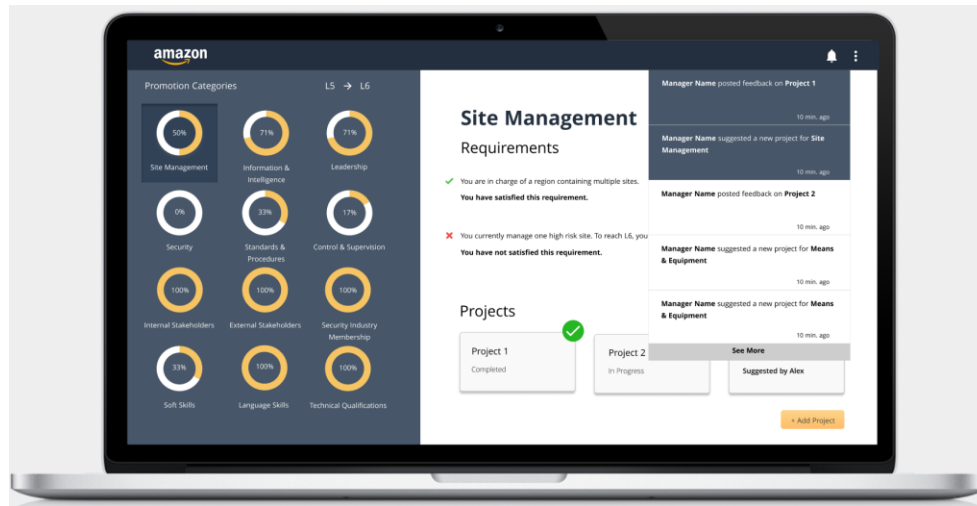 amazon
Promotion Categories
L5 → L6
50%
71%
71%
Site Management
Information &
Intelligence
Leadership
0%
33%
17%
Security
Standards &
Procedures
Control & Supervision
100%
100%
100%
Internal Stakeholders
External Stakeholders
Security Industry
Membership
33%
100%
100%
Soft Skills
Language Skills
Technical Qualifications
Site Management
Requirements
You are in charge of a region containing multiple sites.
You have satisfied this requirement.
You currently manage one high risk site. To reach L6, you
You have not satisfied this requirement.
Projects
Project 1
Completed
Project 2
In Progress
Suggested by Alex
+ Add Project
Manager Name posted feedback on Project 1
10 min. ago
Manager Name suggested a new project for Site
Management
10 min. ago
Manager Name posted feedback on Project 2
10 min. ago
Manager Name suggested a new project for Means
& Equipment
10 min. ago
Manager Name suggested a new project for Means
& Equipment
10 min. ago
See More